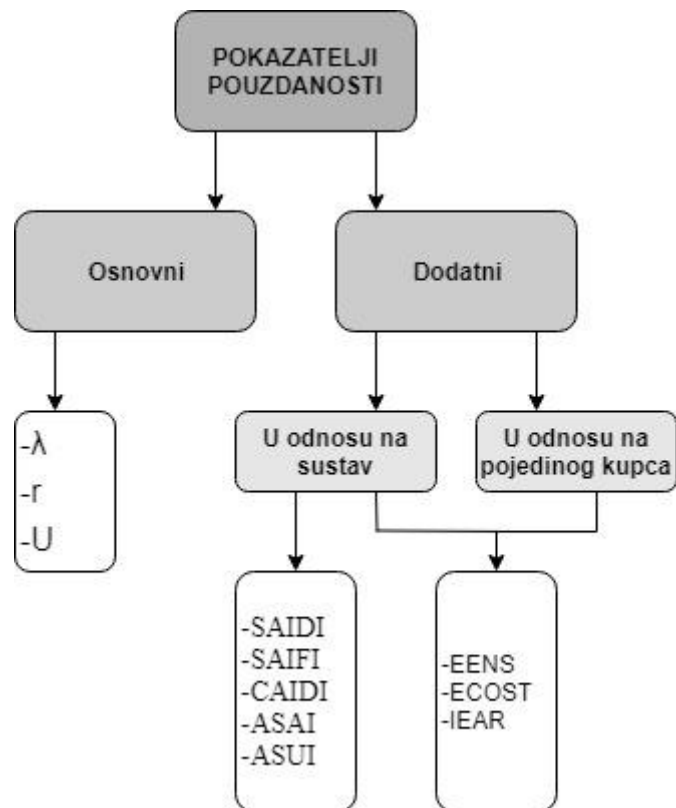 POKAZATELJI
POUZDANOSTI
Osnovni
Dodatni
-λ
-r
-U
U odnosu na
sustav
U odnosu na
pojedinog kupca
-SAIDI
-SAIFI
-CAIDI
-ASAI
-ASUI
-EENS
-ECOST
-IEAR